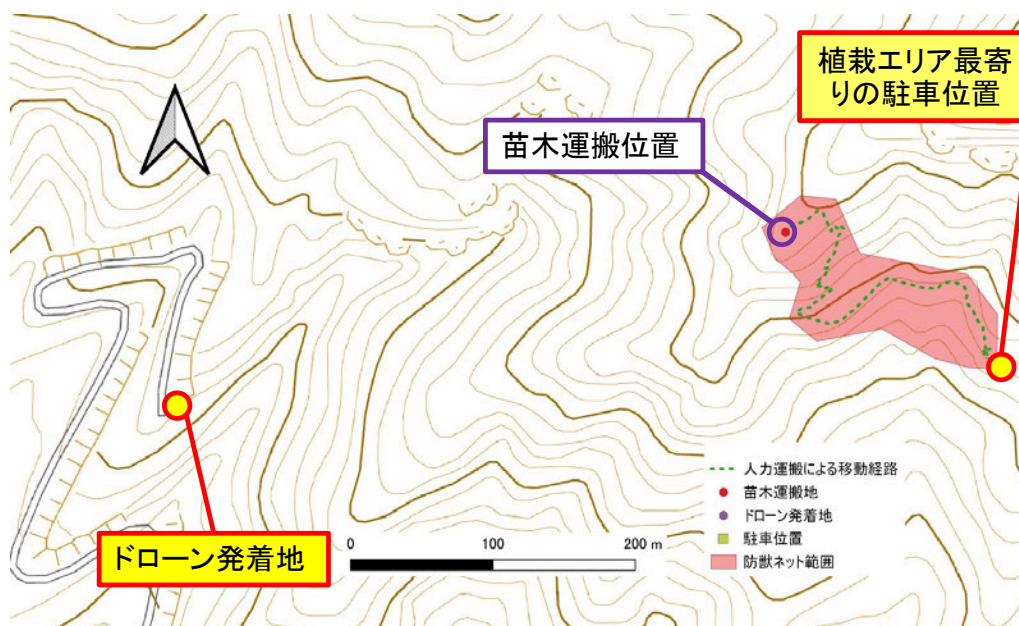 植栽エリア最寄
りの駐車位置
苗木運搬位置
ドローン発着地
0 100 200 m
人力運搬による移動経路
苗木運搬地
ドローン発着地
駐車位置
防獣ネット範囲